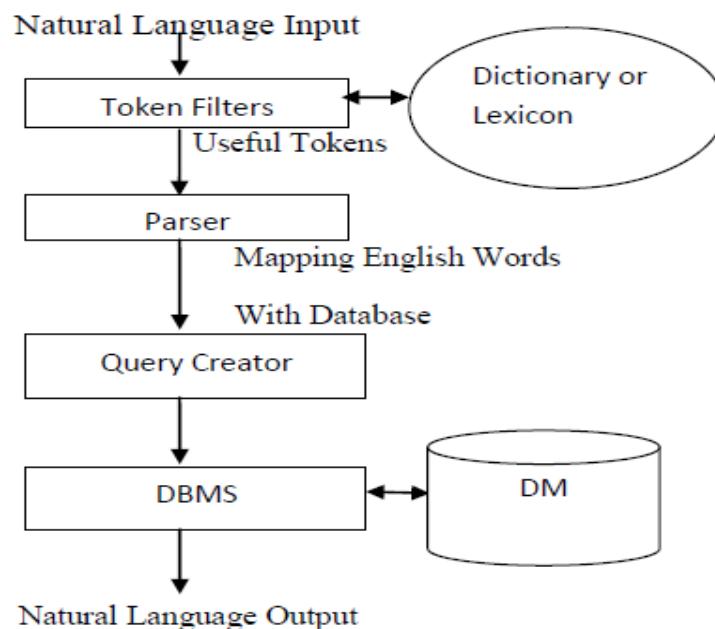 Natural Language Input
Token Filters
Dictionary or
Lexicon
Useful Tokens
Parser
Mapping English Words
With Database
Query Creator
DBMS
DM
Natural Language Output